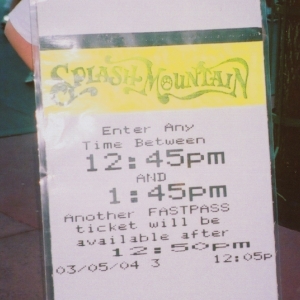 SPLASH MOUNTAIN
Enter Any
Time Between
12:45pm
AND
1:45pm
Another FASTPASS
ticket will be
available after
12:50pm
03/05/04 3 12:05p